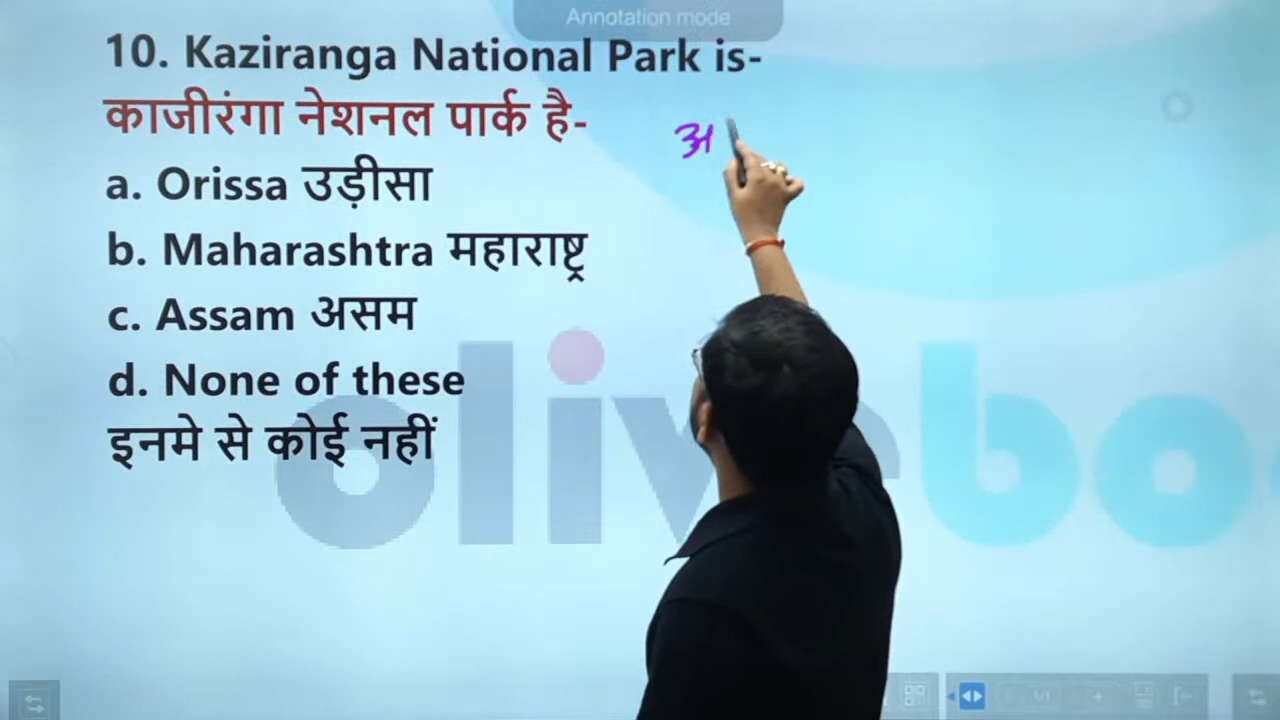 Annotation mode
10. Kaziranga National Park is-
काजीरंगा नेशनल पार्क है-
अ
a. Orissa उड़ीसा
b. Maharashtra महाराष्ट्र
c. Assam असम
d. None of these
इनमे से कोई नहीं